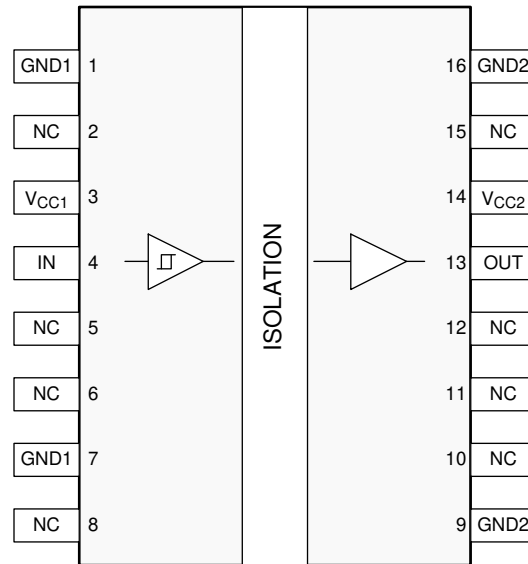 GND1 1 16 GND2
NC 2 15 NC
VCC1 3 14 VCC2
IN 4 13 OUT
NC 5 12 NC
NC 6 11 NC
GND1 7 10 NC
NC 8 9 GND2
ISOLATION